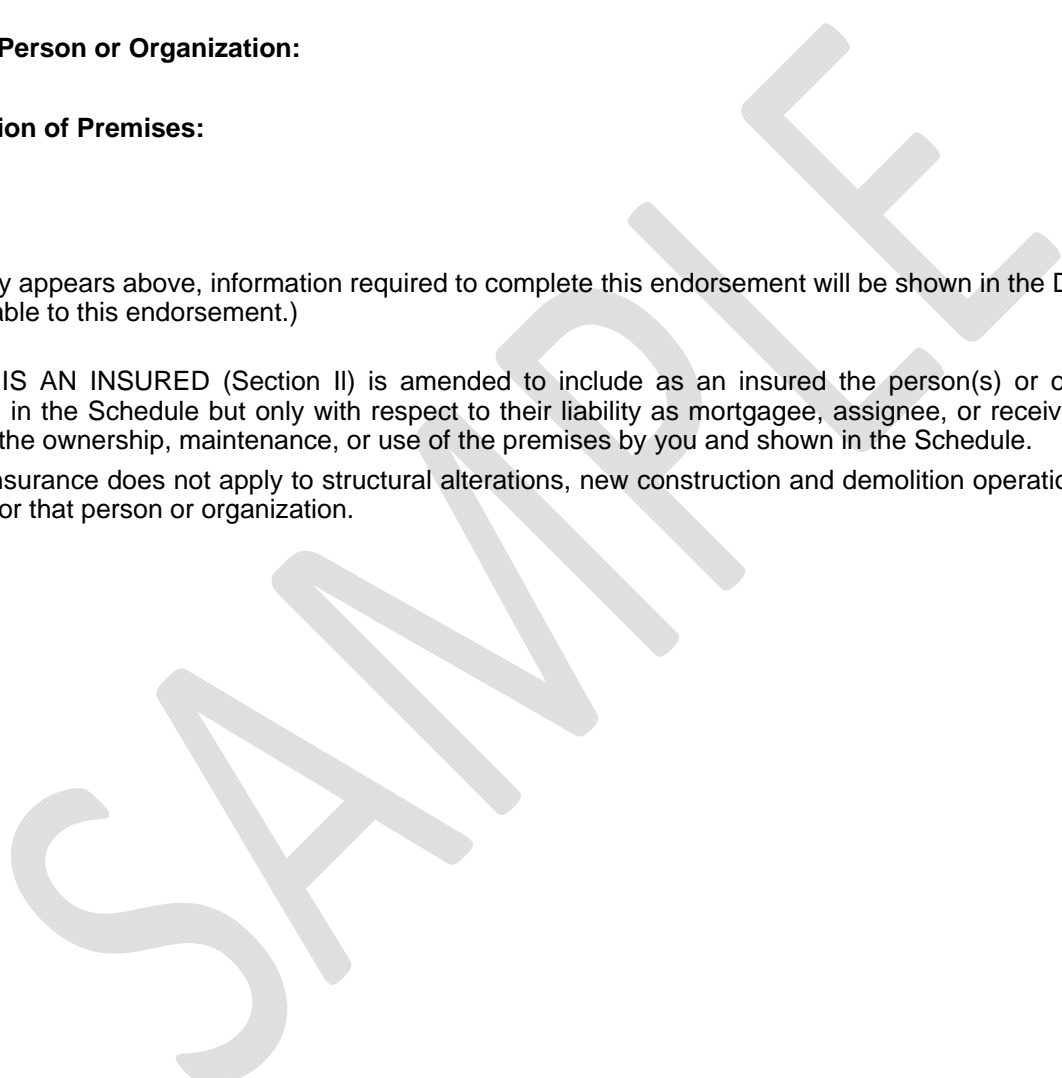 Person or Organization:
tion of Premises:
y appears above, information required to complete this endorsement will be shown in the D
able to this endorsement.)
IS AN INSURED (Section II) is amended to include as an insured the person(s) or o
in the Schedule but only with respect to their liability as mortgagee, assignee, or receiv
the ownership, maintenance, or use of the premises by you and shown in the Schedule.
nsurance does not apply to structural alterations, new construction and demolition operatio
or that person or organization.
SAMPLE